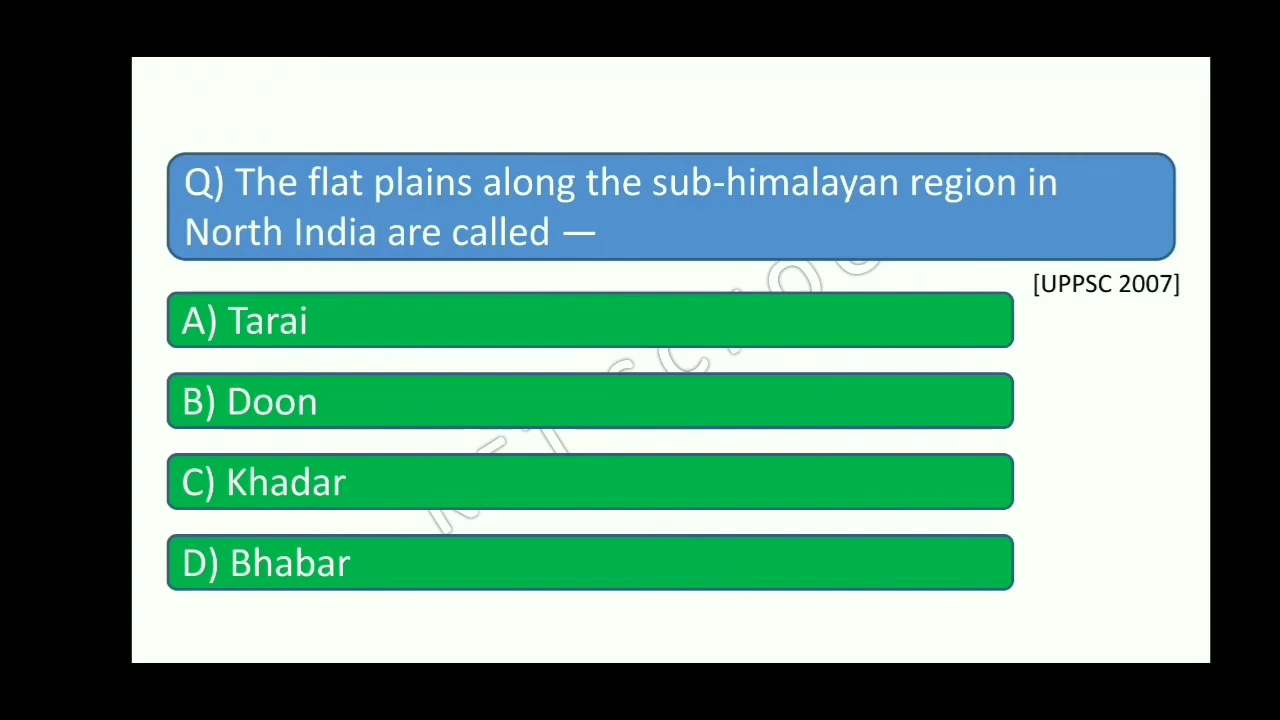 Q) The flat plains along the sub-himalayan region in
North India are called —
[UPPSC 2007]
A) Tarai
B) Doon
C) Khadar
D) Bhabar